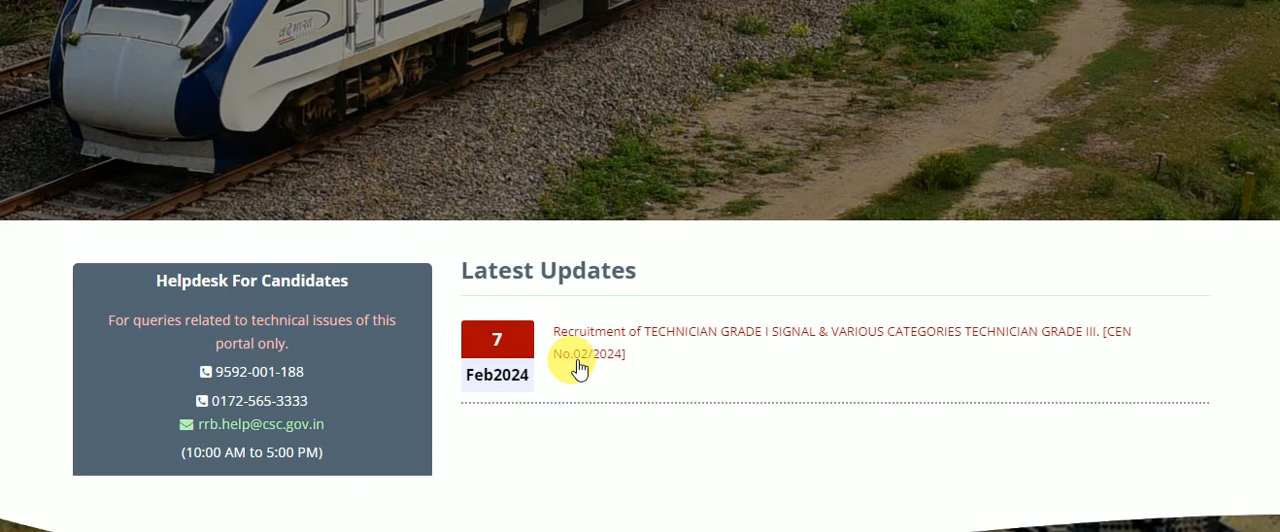 वंदे भारत
Helpdesk For Candidates
For queries related to technical issues of this
portal only.
9592-001-188
0172-565-3333
rrb.help@csc.gov.in
(10:00 AM to 5:00 PM)
Latest Updates
7
Feb2024
Recruitment of TECHNICIAN GRADE I SIGNAL & VARIOUS CATEGORIES TECHNICIAN GRADE III. [CEN
No.02/2024]